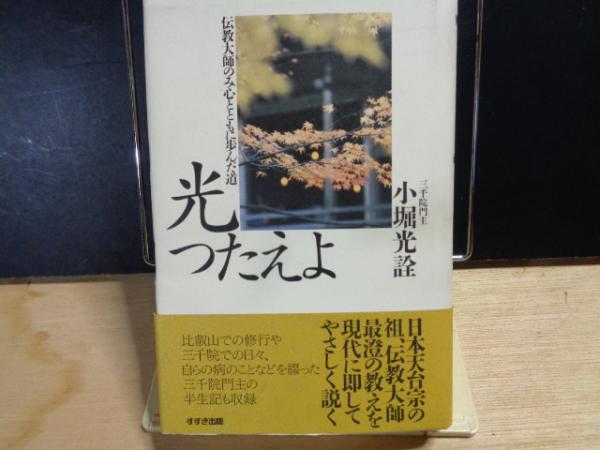 伝教大師のみ心とともに歩んだ道
光
つたえよ
三千院門主
小堀光詮
日本天台宗の
祖、伝教大師
最澄の教えを
現代に即して
やさしく説く
比叡山での修行や
三千院での日々、
自らの病のことなどを綴った
三千院門主の
半生記も収録
すずき出版